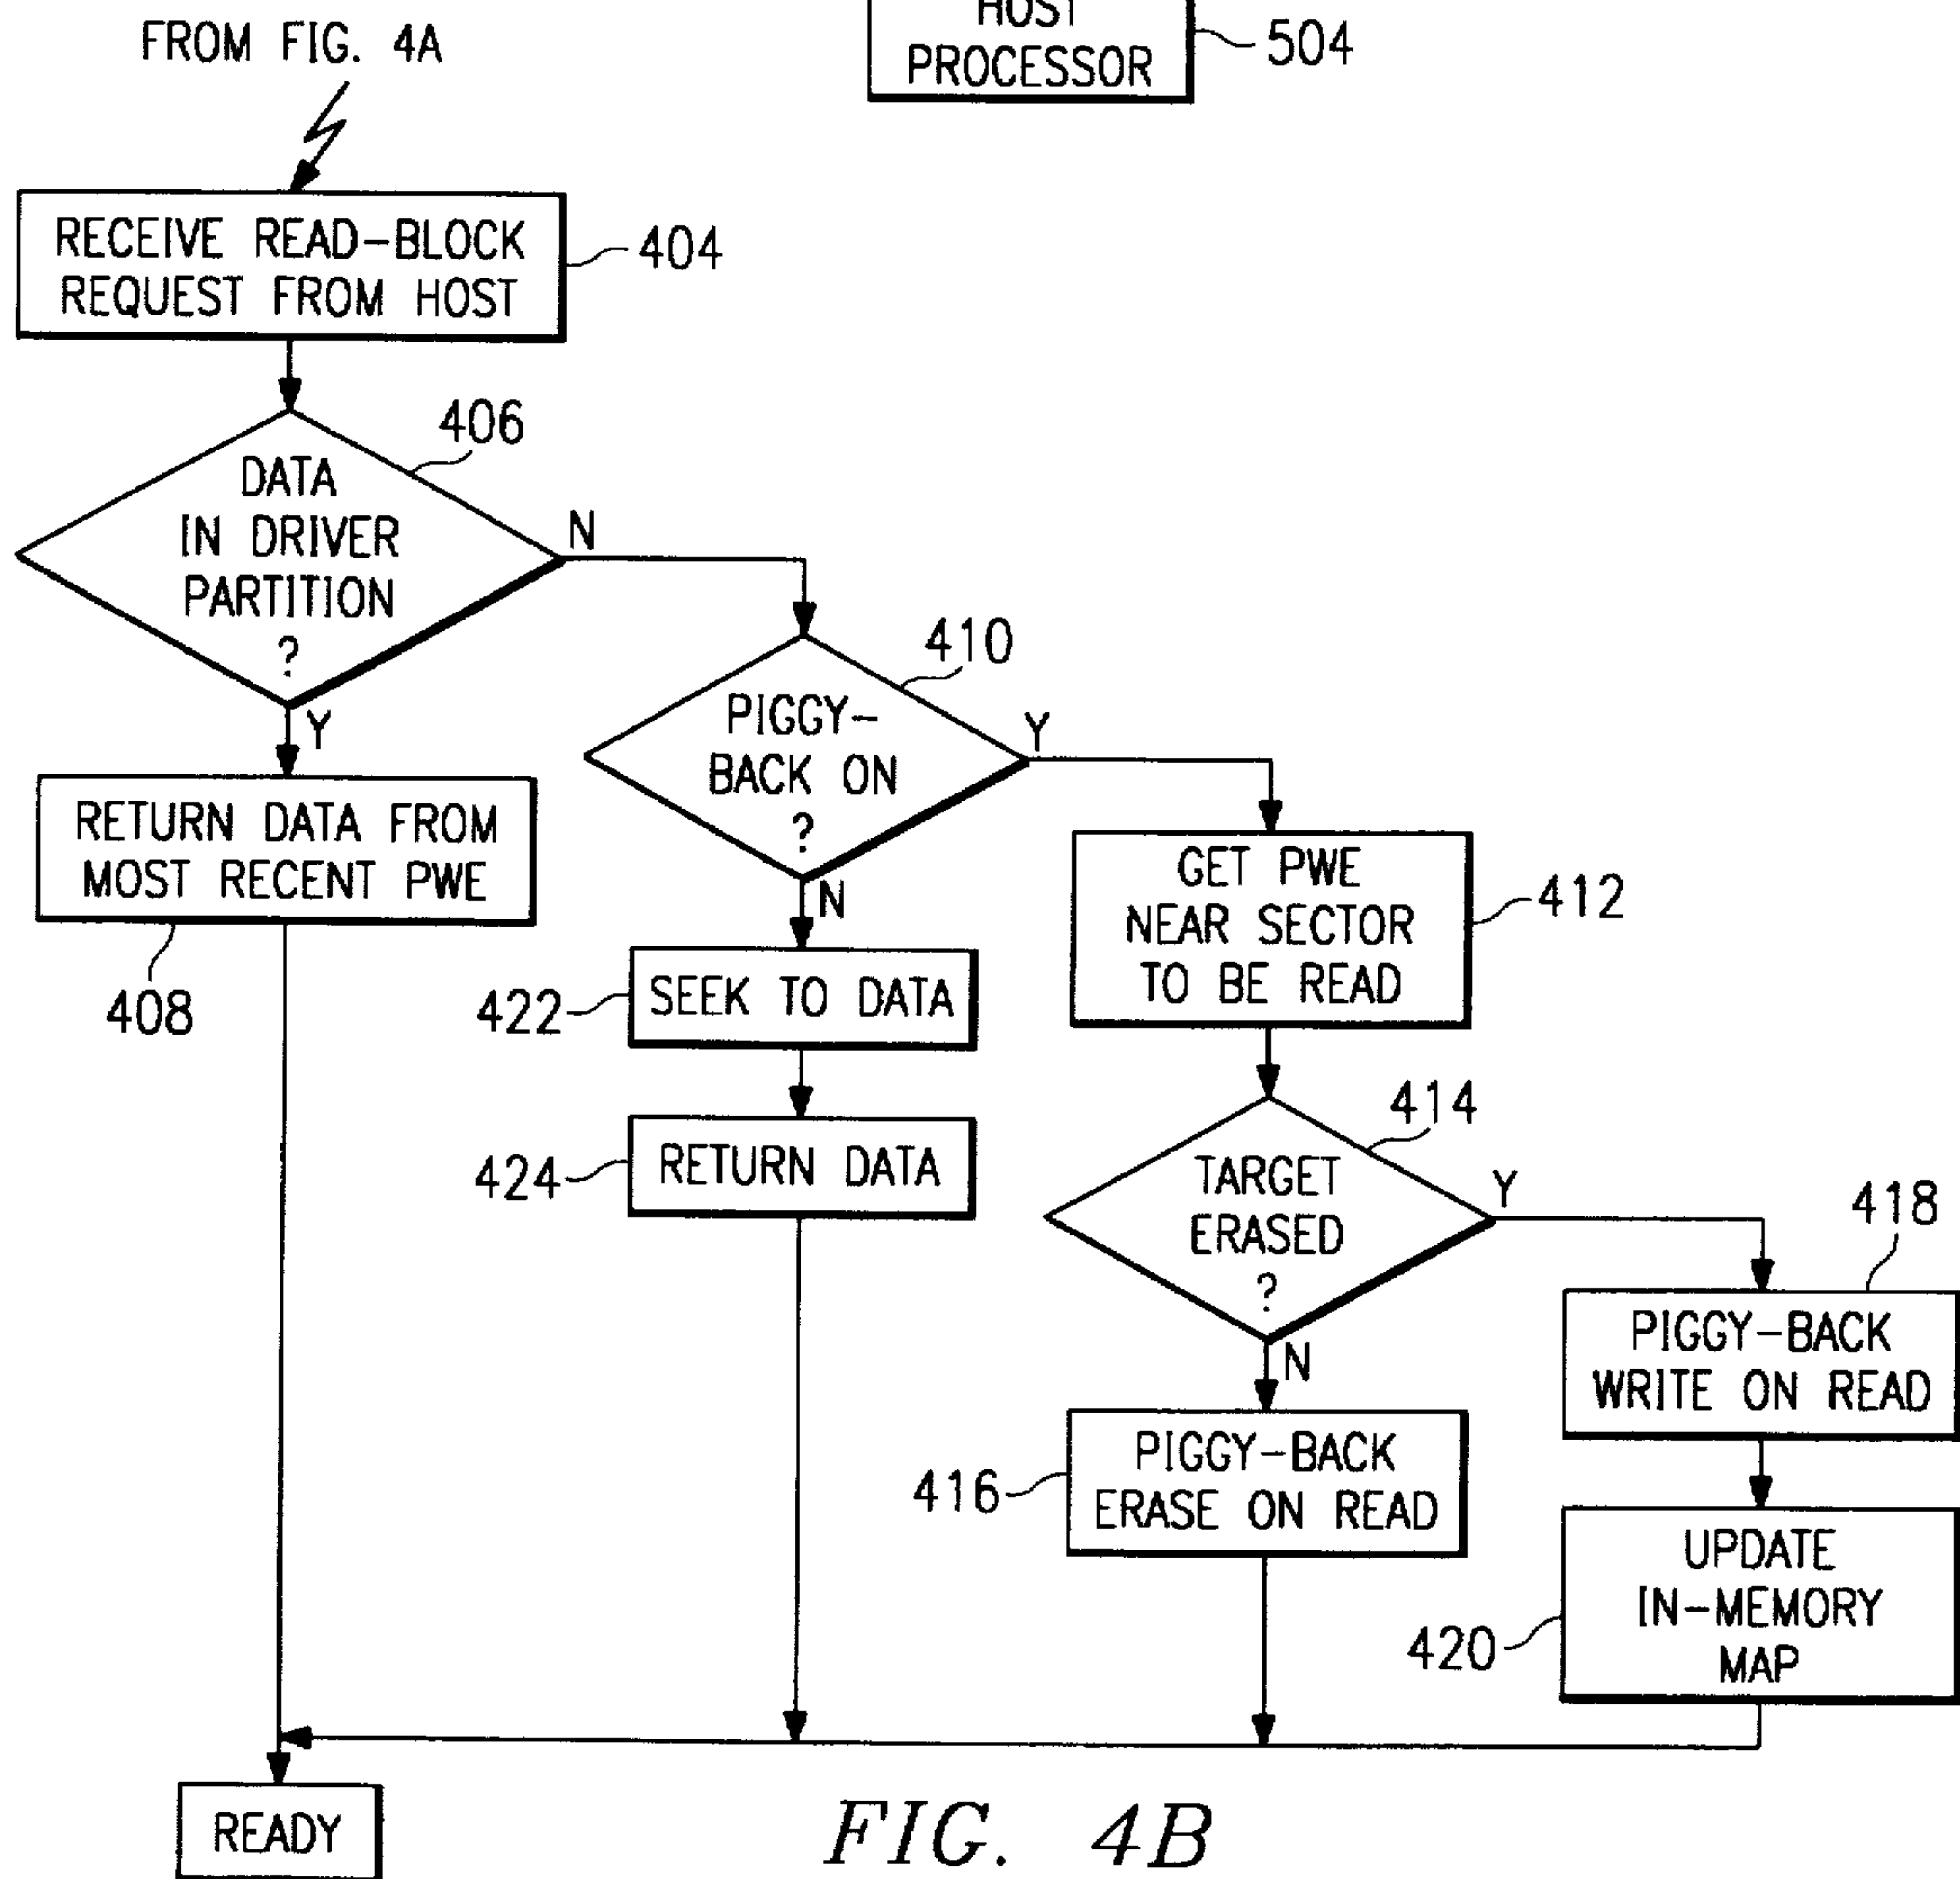 HOST
PROCESSOR
504
FROM FIG. 4A
RECEIVE READ-BLOCK
REQUEST FROM HOST
404
406
DATA
IN DRIVER
PARTITION
?
N
Y
RETURN DATA FROM
MOST RECENT PWE
408
410
PIGGY-
BACK ON
?
Y
N
SEEK TO DATA
422
RETURN DATA
424
GET PWE
NEAR SECTOR
TO BE READ
412
414
TARGET
ERASED
?
Y
N
PIGGY-BACK
ERASE ON READ
416
418
PIGGY-BACK
WRITE ON READ
UPDATE
IN-MEMORY
MAP
420
READY
FIG. 4B